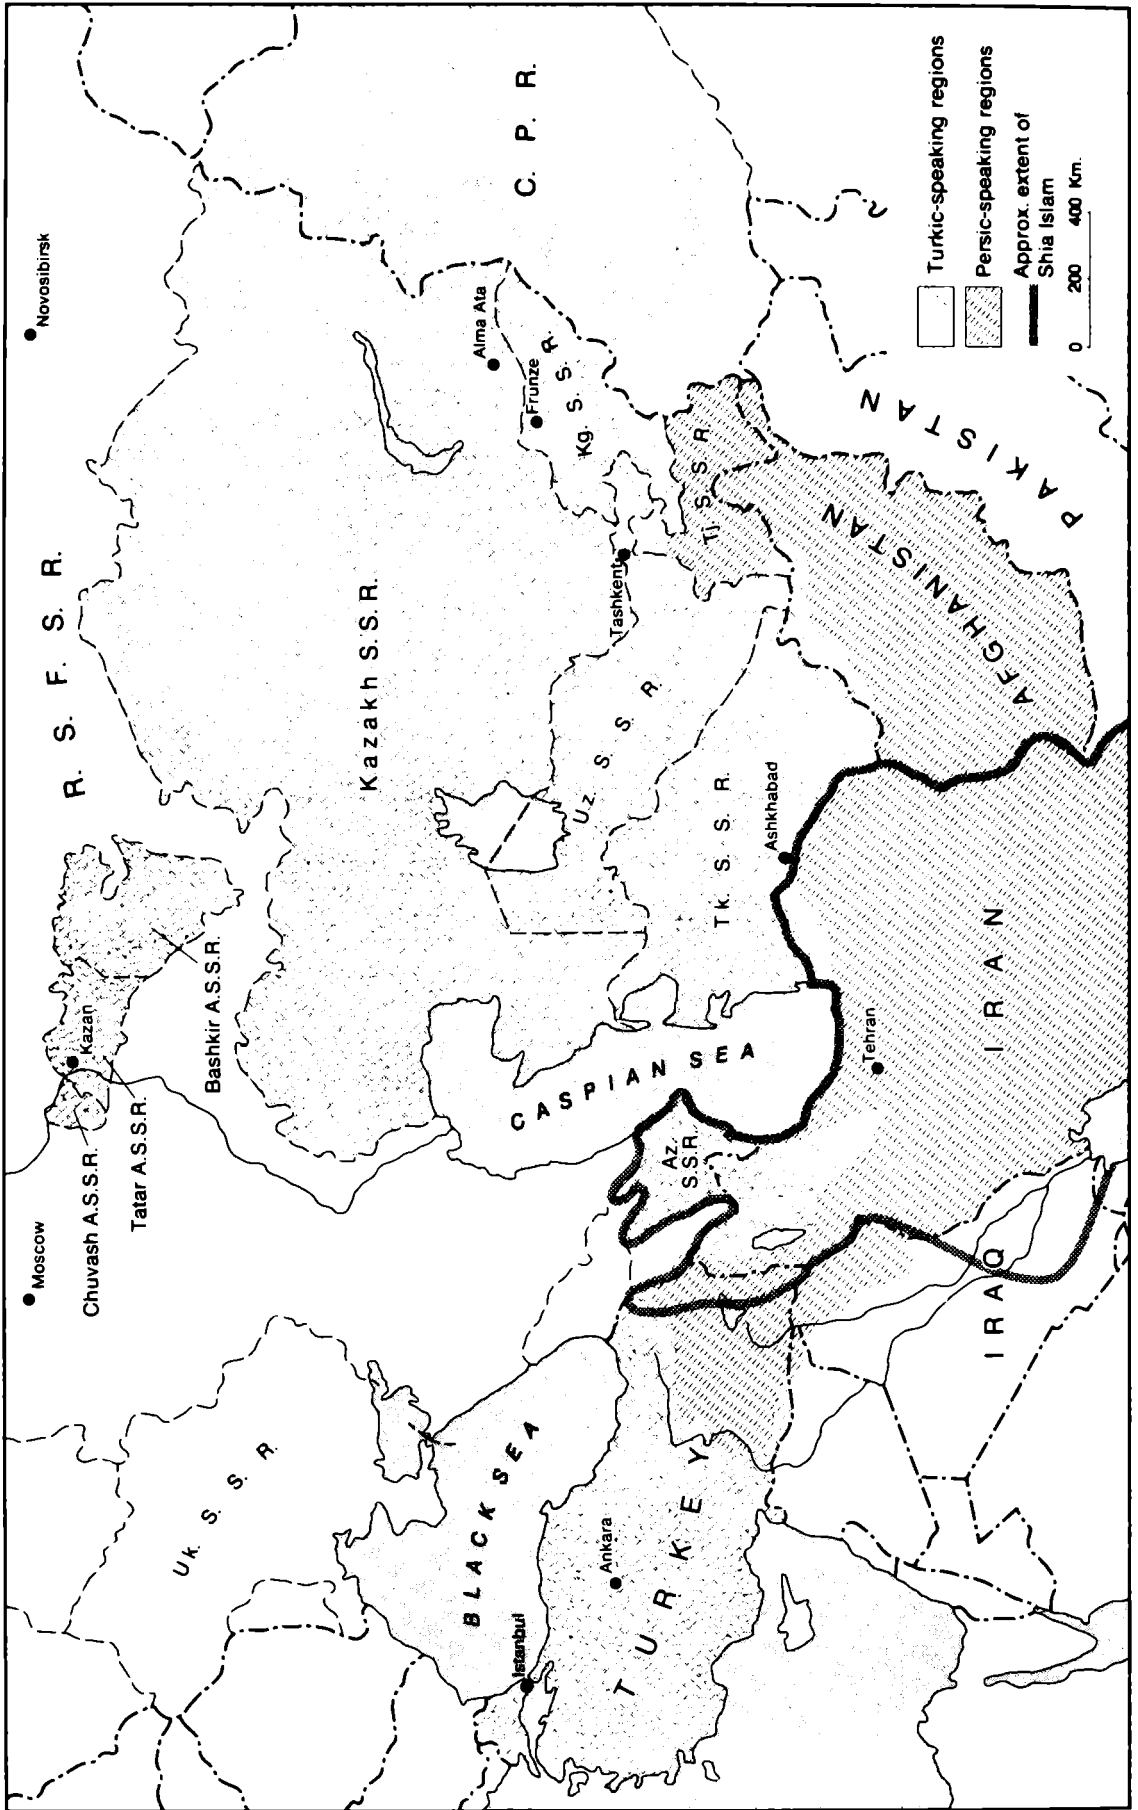 Moscow
Novosibirsk
R. S. F. S. R.
Kazan
Chuvash A.S.S.R.
Tatar A.S.S.R.
Bashkir A.S.S.R.
Uk. S. S. R.
Kazakh S.S.R.
C. P. R.
Alma Ata
Frunze
Kg. S. S. R.
BLACK SEA
CASPIAN SEA
Uz. S. S. R.
Tashkent
Istanbul
Ankara
TURKEY
Az.
S.S.R.
Tk. S. S. R.
Ashkhabad
Tj. S. S. R.
Tehran
IRAN
IRAQ
AFGHANISTAN
PAKISTAN
Turkic-speaking regions
Persic-speaking regions
Approx. extent of
Shia Islam
0 200 400 Km.